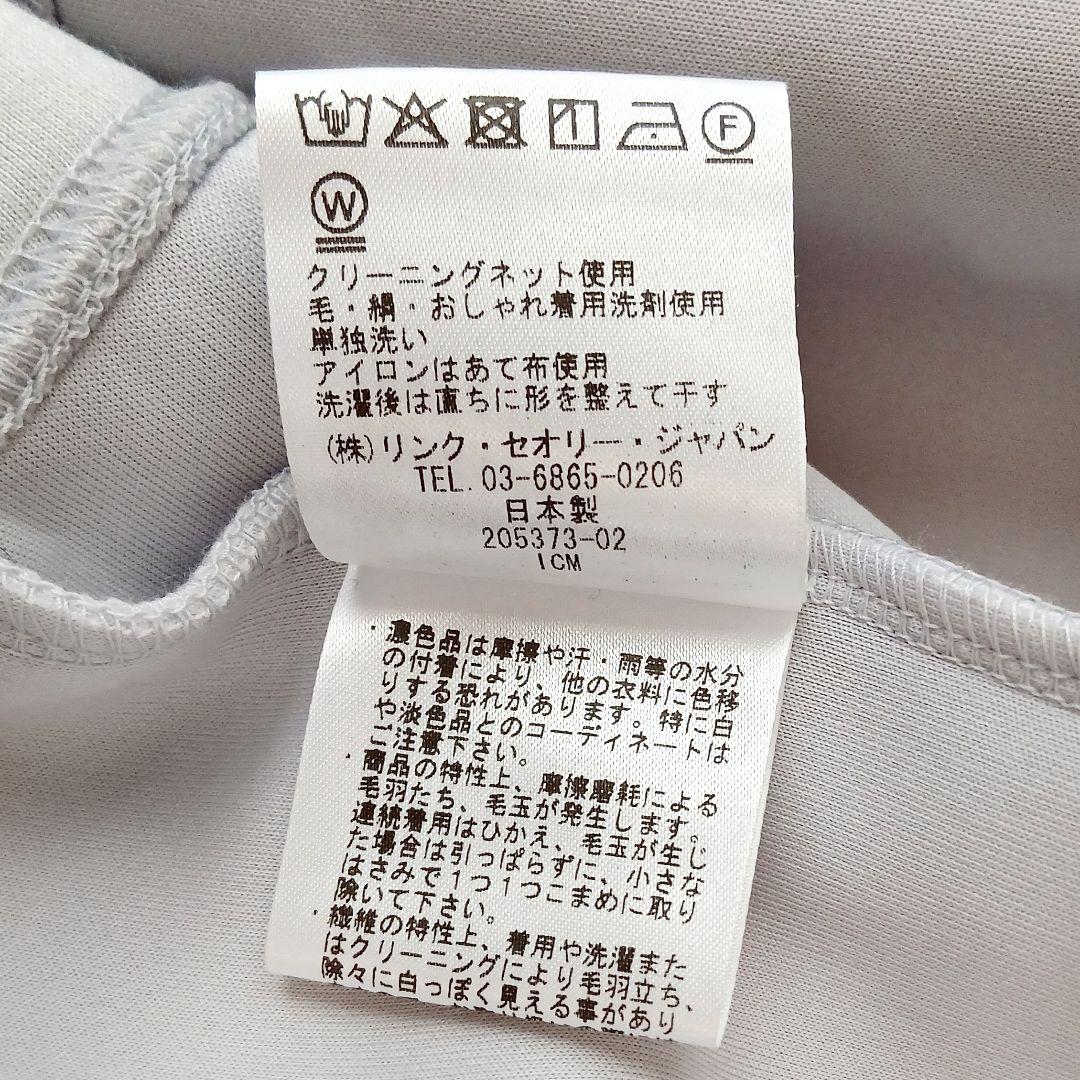 F
W
クリーニングネット使用
毛・絹・おしゃれ着用洗剤使用
単独洗い
アイロンはあて布使用
洗濯後は直ちに形を整えて干す
(株)リンク・セオリー・ジャパン
TEL.03-6865-0206
日本製
205373-02
ICM
・濃色品は摩擦や汗・雨等の水分
の付着により、他の衣料に色移
りする恐れがあります。特に白
や淡色品とのコーディネートは
ご注意下さい。
・商品の特性上、摩擦磨耗による
毛羽たち、毛玉が発生します。
連続着用はひかえ、毛玉が生じ
た場合は引っぱらずに、小さな
はさみで1つ1つこまめに取り
除いて下さい。
・繊維の特性上、着用や洗濯また
はクリーニングにより毛羽立ち、
徐々に白っぽく見える事があり